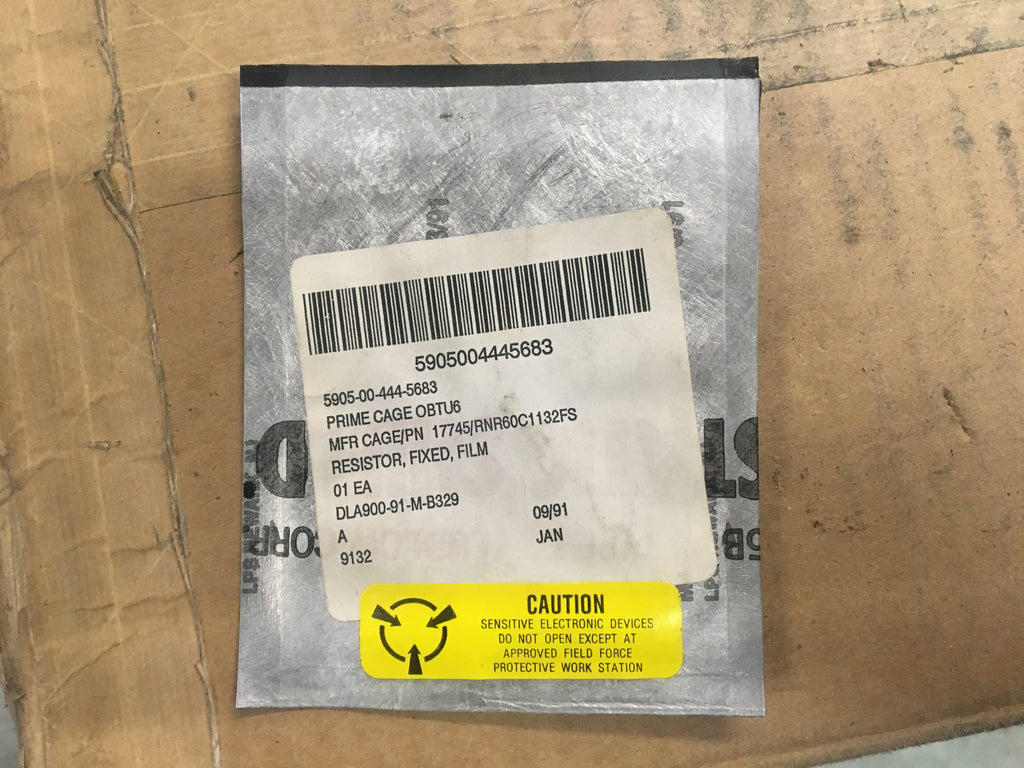 5905004445683
5905-00-444-5683
PRIME CAGE OBTU6
MFR CAGE/PN 17745/RNR60C1132FS
RESISTOR, FIXED, FILM
01 EA
DLA900-91-M-B329
A 09/91
9132 JAN
CAUTION
SENSITIVE ELECTRONIC DEVICES
DO NOT OPEN EXCEPT AT
APPROVED FIELD FORCE
PROTECTIVE WORK STATION